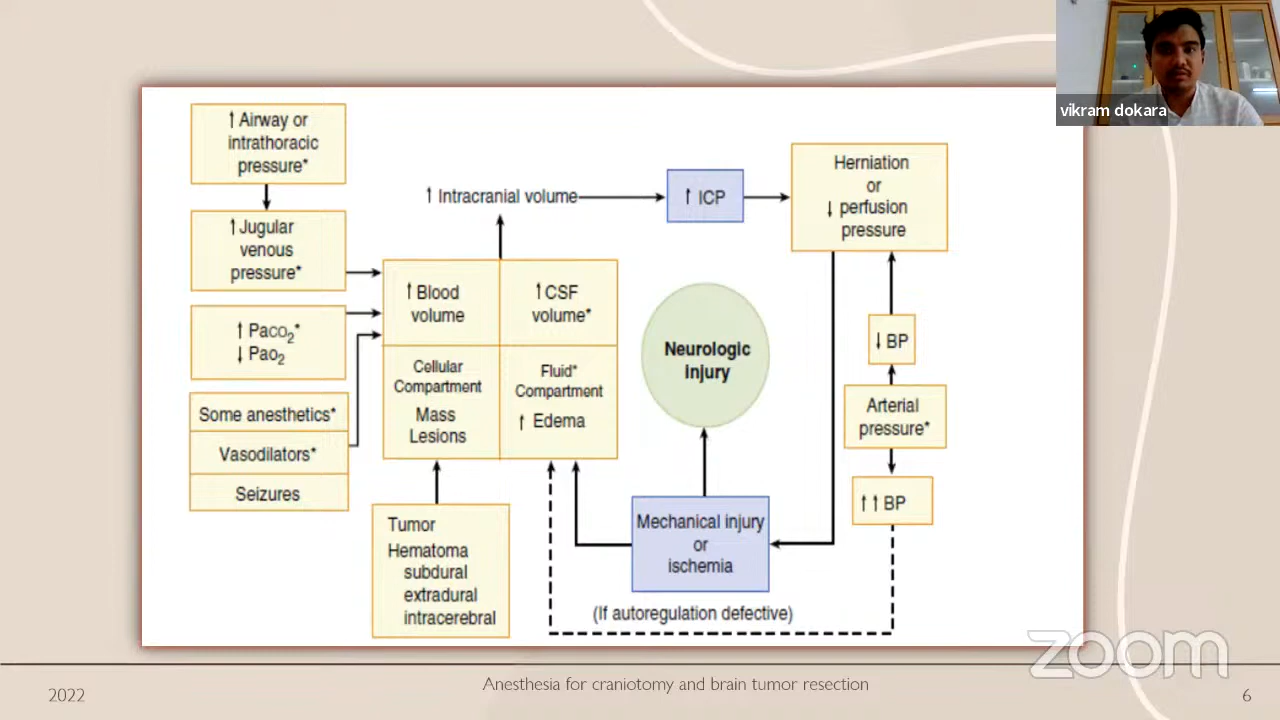 vikram dokara
↑ Airway or
intrathoracic
pressure*
↑ Jugular
venous
pressure*
↑ Paco2*
↓ Pao2
Some anesthetics*
Vasodilators*
Seizures
↑ Intracranial volume
↑ ICP
Herniation
or
↓ perfusion
pressure
↑ Blood
volume
↑ CSF
volume*
Cellular
Compartment
Mass
Lesions
Fluid*
Compartment
↑ Edema
Neurologic
injury
↓ BP
Arterial
pressure*
↑↑ BP
Tumor
Hematoma
subdural
extradural
intracerebral
Mechanical injury
or
ischemia
(If autoregulation defective)
zoom
2022
Anesthesia for craniotomy and brain tumor resection
6